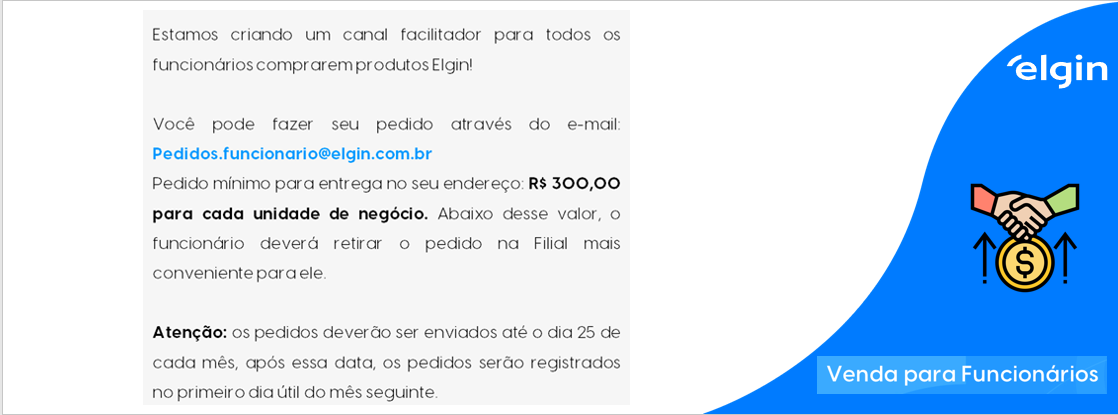 Estamos criando um canal facilitador para todos os
funcionários comprarem produtos Elgin!
Você pode fazer seu pedido através do e-mail:
Pedidos.funcionario@elgin.com.br
Pedido mínimo para entrega no seu endereço: R$ 300,00
para cada unidade de negócio. Abaixo desse valor, o
funcionário deverá retirar o pedido na Filial mais
conveniente para ele.
Atenção: os pedidos deverão ser enviados até o dia 25 de
cada mês, após essa data, os pedidos serão registrados
no primeiro dia útil do mês seguinte.
elgin
$
Venda para Funcionários